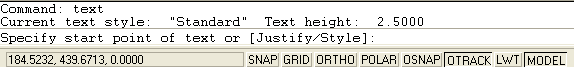 Command: text
Current text style:  "Standard"  Text height:  2.5000
Specify start point of text or [Justify/Style]:
184.5232, 439.6713, 0.0000 SNAP GRID ORTHO POLAR OSNAP OTRACK LWT MODEL